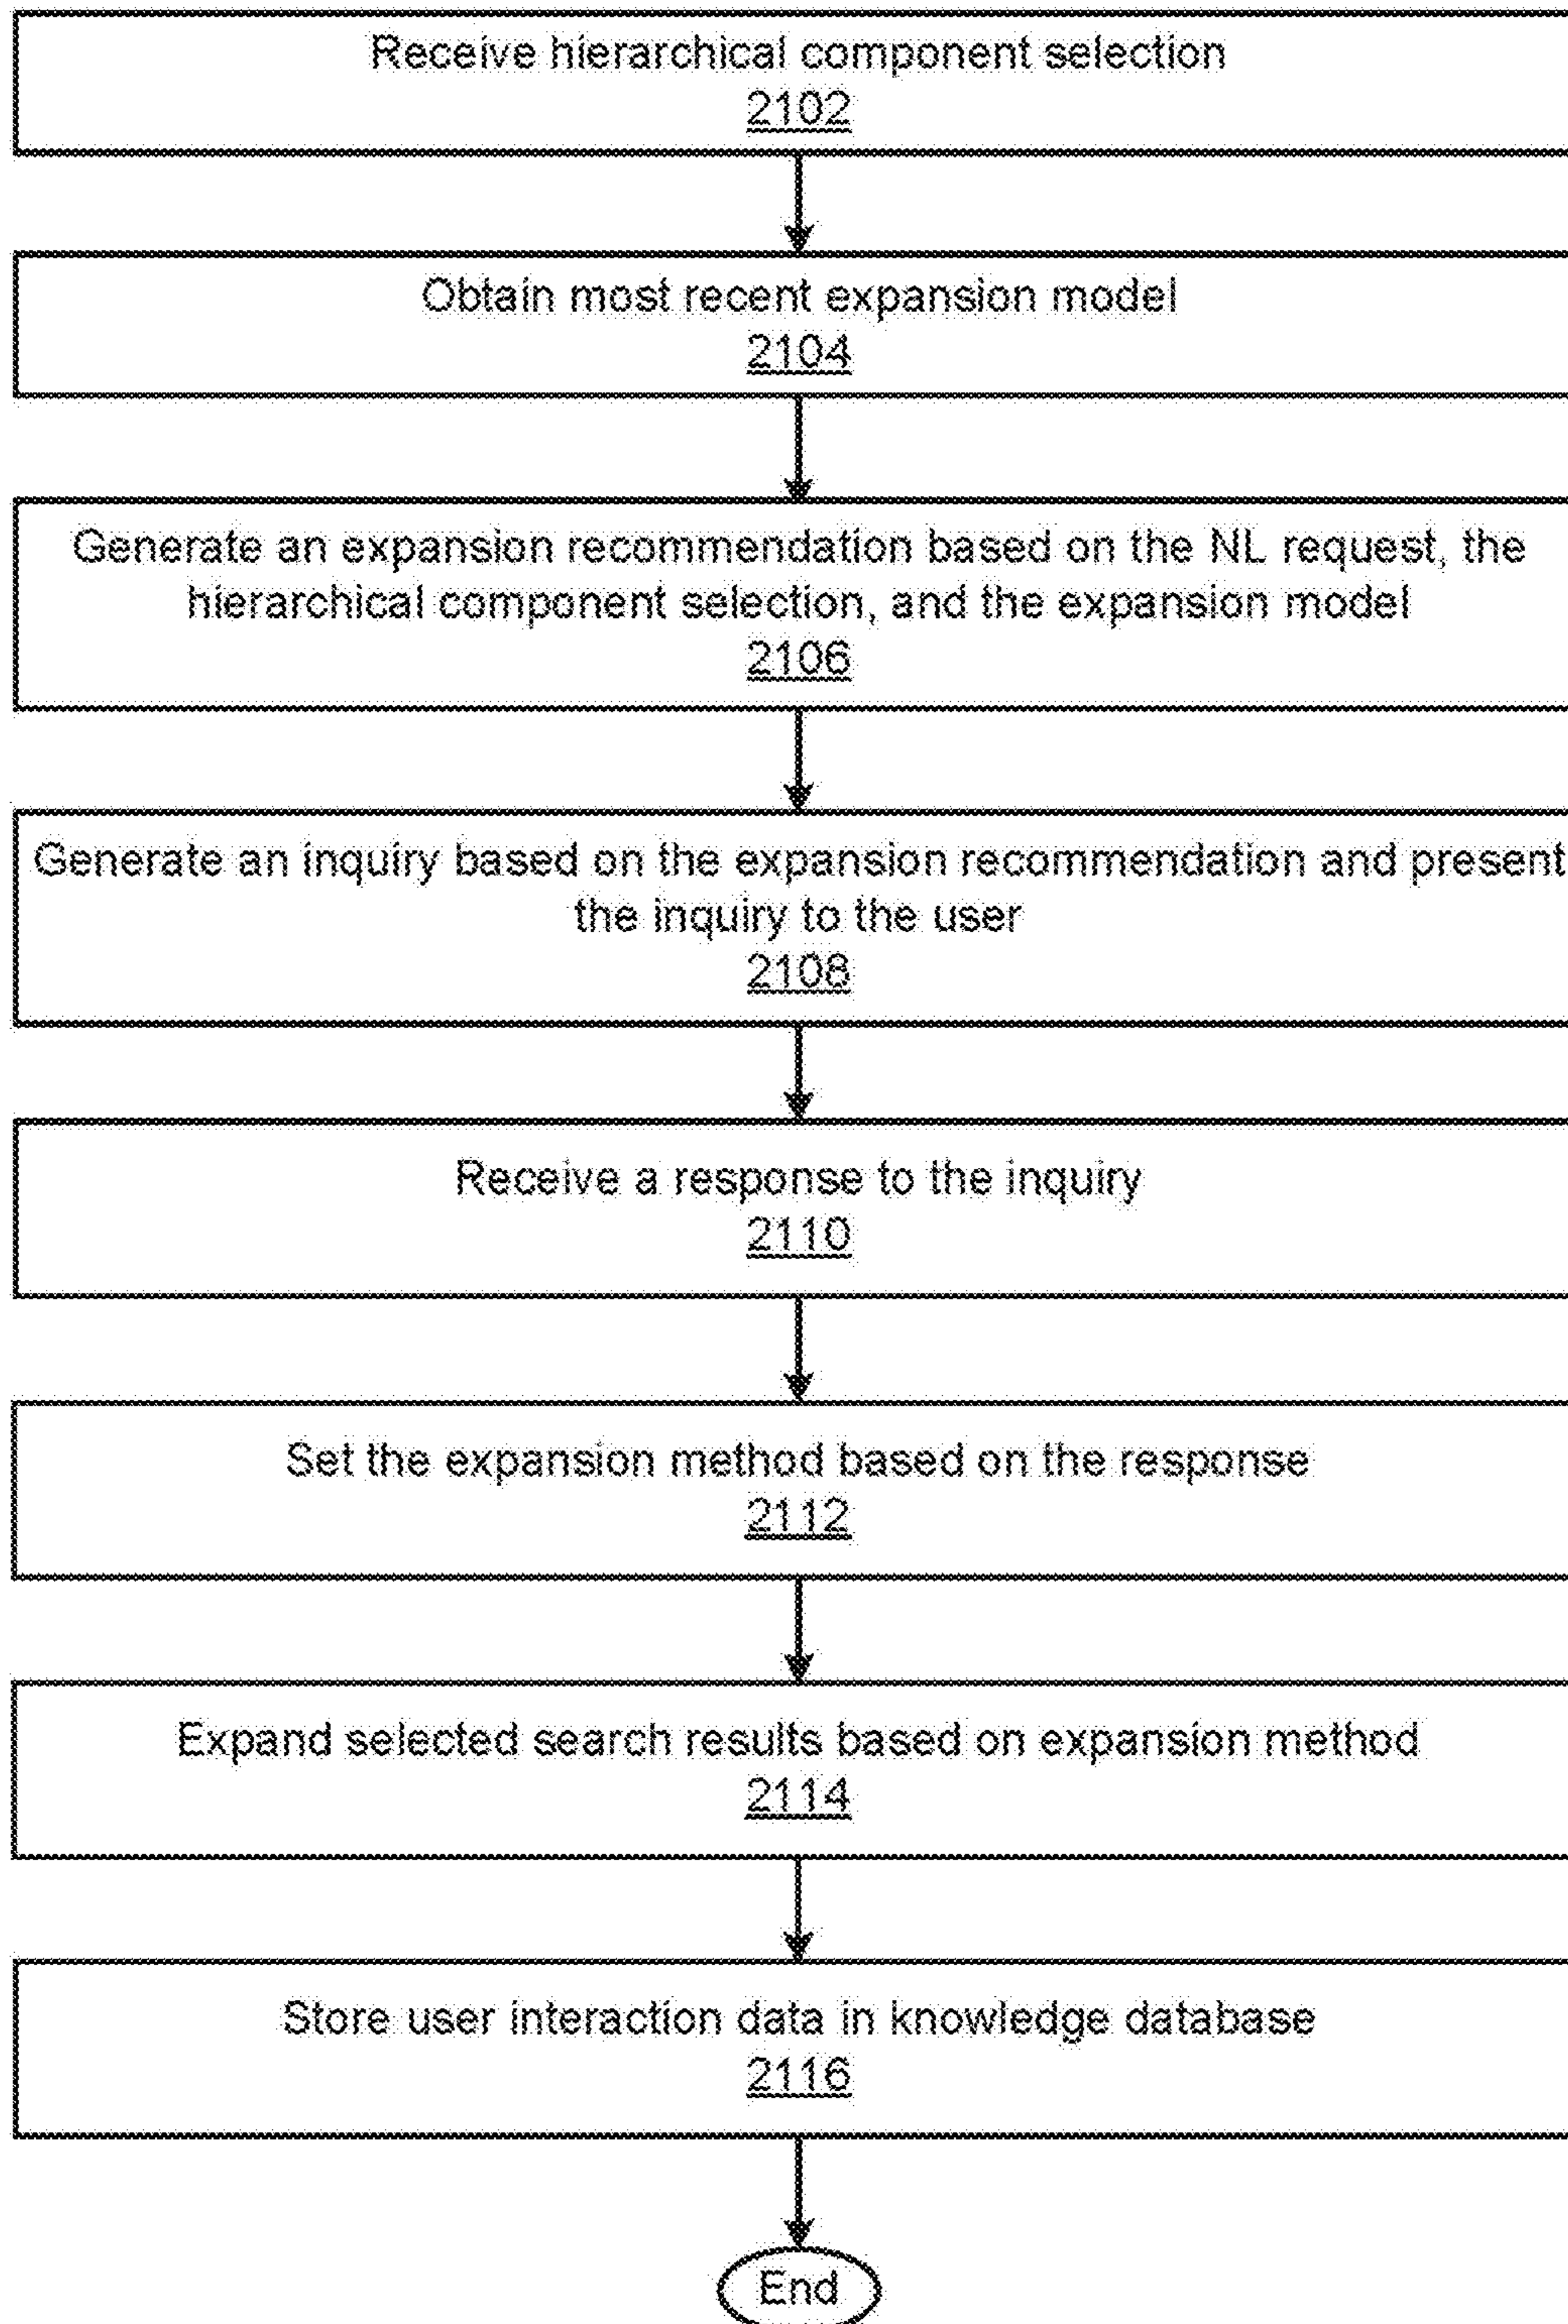 Receive hierarchical component selection
2102
Obtain most recent expansion model
2104
Generate an expansion recommendation based on the NL request, the
hierarchical component selection, and the expansion model
2106
Generate an inquiry based on the expansion recommendation and present
the inquiry to the user
2108
Receive a response to the inquiry
2110
Set the expansion method based on the response
2112
Expand selected search results based on expansion method
2114
Store user interaction data in knowledge database
2116
End